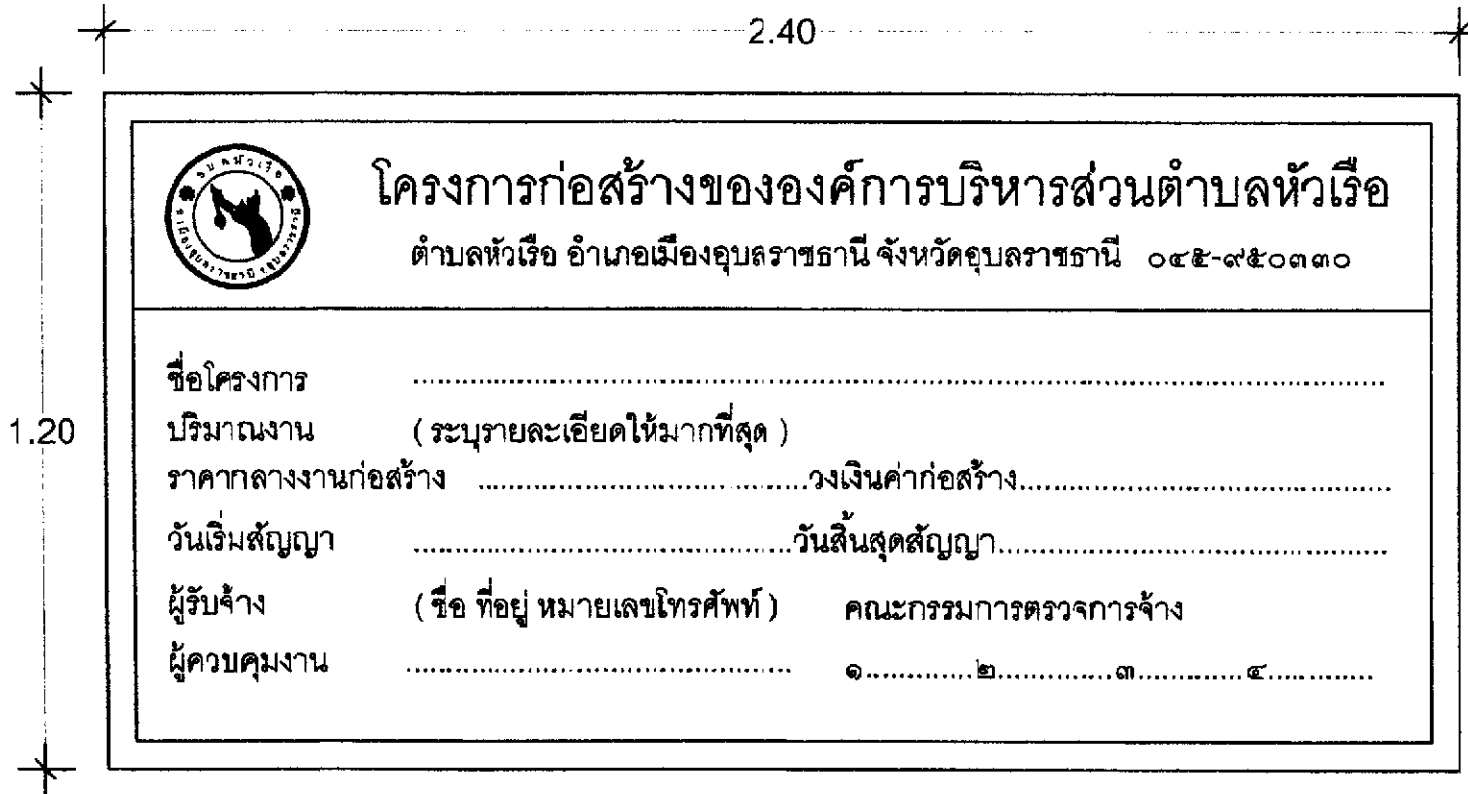 2.40
1.20
อบต.หัวเรือ
โครงการก่อสร้างขององค์การบริหารส่วนตำบลหัวเรือ
ตำบลหัวเรือ อำเภอเมืองอุบลราชธานี จังหวัดอุบลราชธานี ๐๔๕-๙๕๐๓๓๐
ชื่อโครงการ ..........................................................................
ปริมาณงาน ( ระบุรายละเอียดให้มากที่สุด )
ราคากลางงานก่อสร้าง ...................................วงเงินค่าก่อสร้าง.......................................
วันเริ่มสัญญา ........................................วันสิ้นสุดสัญญา.........................................
ผู้รับจ้าง ( ชื่อ ที่อยู่ หมายเลขโทรศัพท์ ) คณะกรรมการตรวจการจ้าง
ผู้ควบคุมงาน ......................................... ๑..............๒..............๓.............๔.............